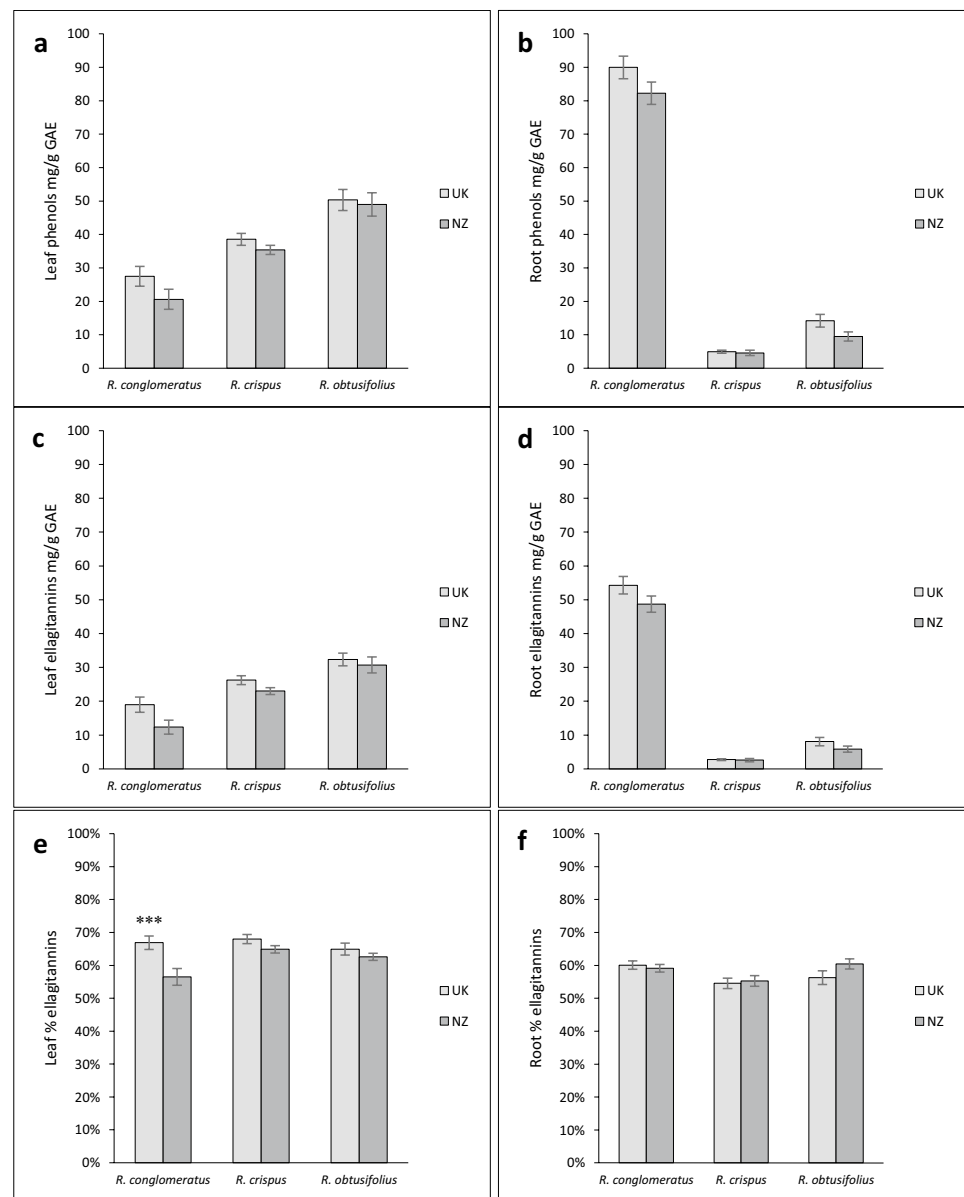 a
Leaf phenols mg/g GAE
100
90
80
70
60
50
40
30
20
10
0
R. conglomeratus R. crispus R. obtusifolius
UK
NZ
b
Root phenols mg/g GAE
100
90
80
70
60
50
40
30
20
10
0
R. conglomeratus R. crispus R. obtusifolius
UK
NZ
c
Leaf ellagitannins mg/g GAE
100
90
80
70
60
50
40
30
20
10
0
R. conglomeratus R. crispus R. obtusifolius
UK
NZ
d
Root ellagitannins mg/g GAE
100
90
80
70
60
50
40
30
20
10
0
R. conglomeratus R. crispus R. obtusifolius
UK
NZ
e
Leaf % ellagitannins
100%
90%
80%
70%
60%
50%
40%
30%
20%
10%
0%
***
R. conglomeratus R. crispus R. obtusifolius
UK
NZ
f
Root % ellagitannins
100%
90%
80%
70%
60%
50%
40%
30%
20%
10%
0%
R. conglomeratus R. crispus R. obtusifolius
UK
NZ